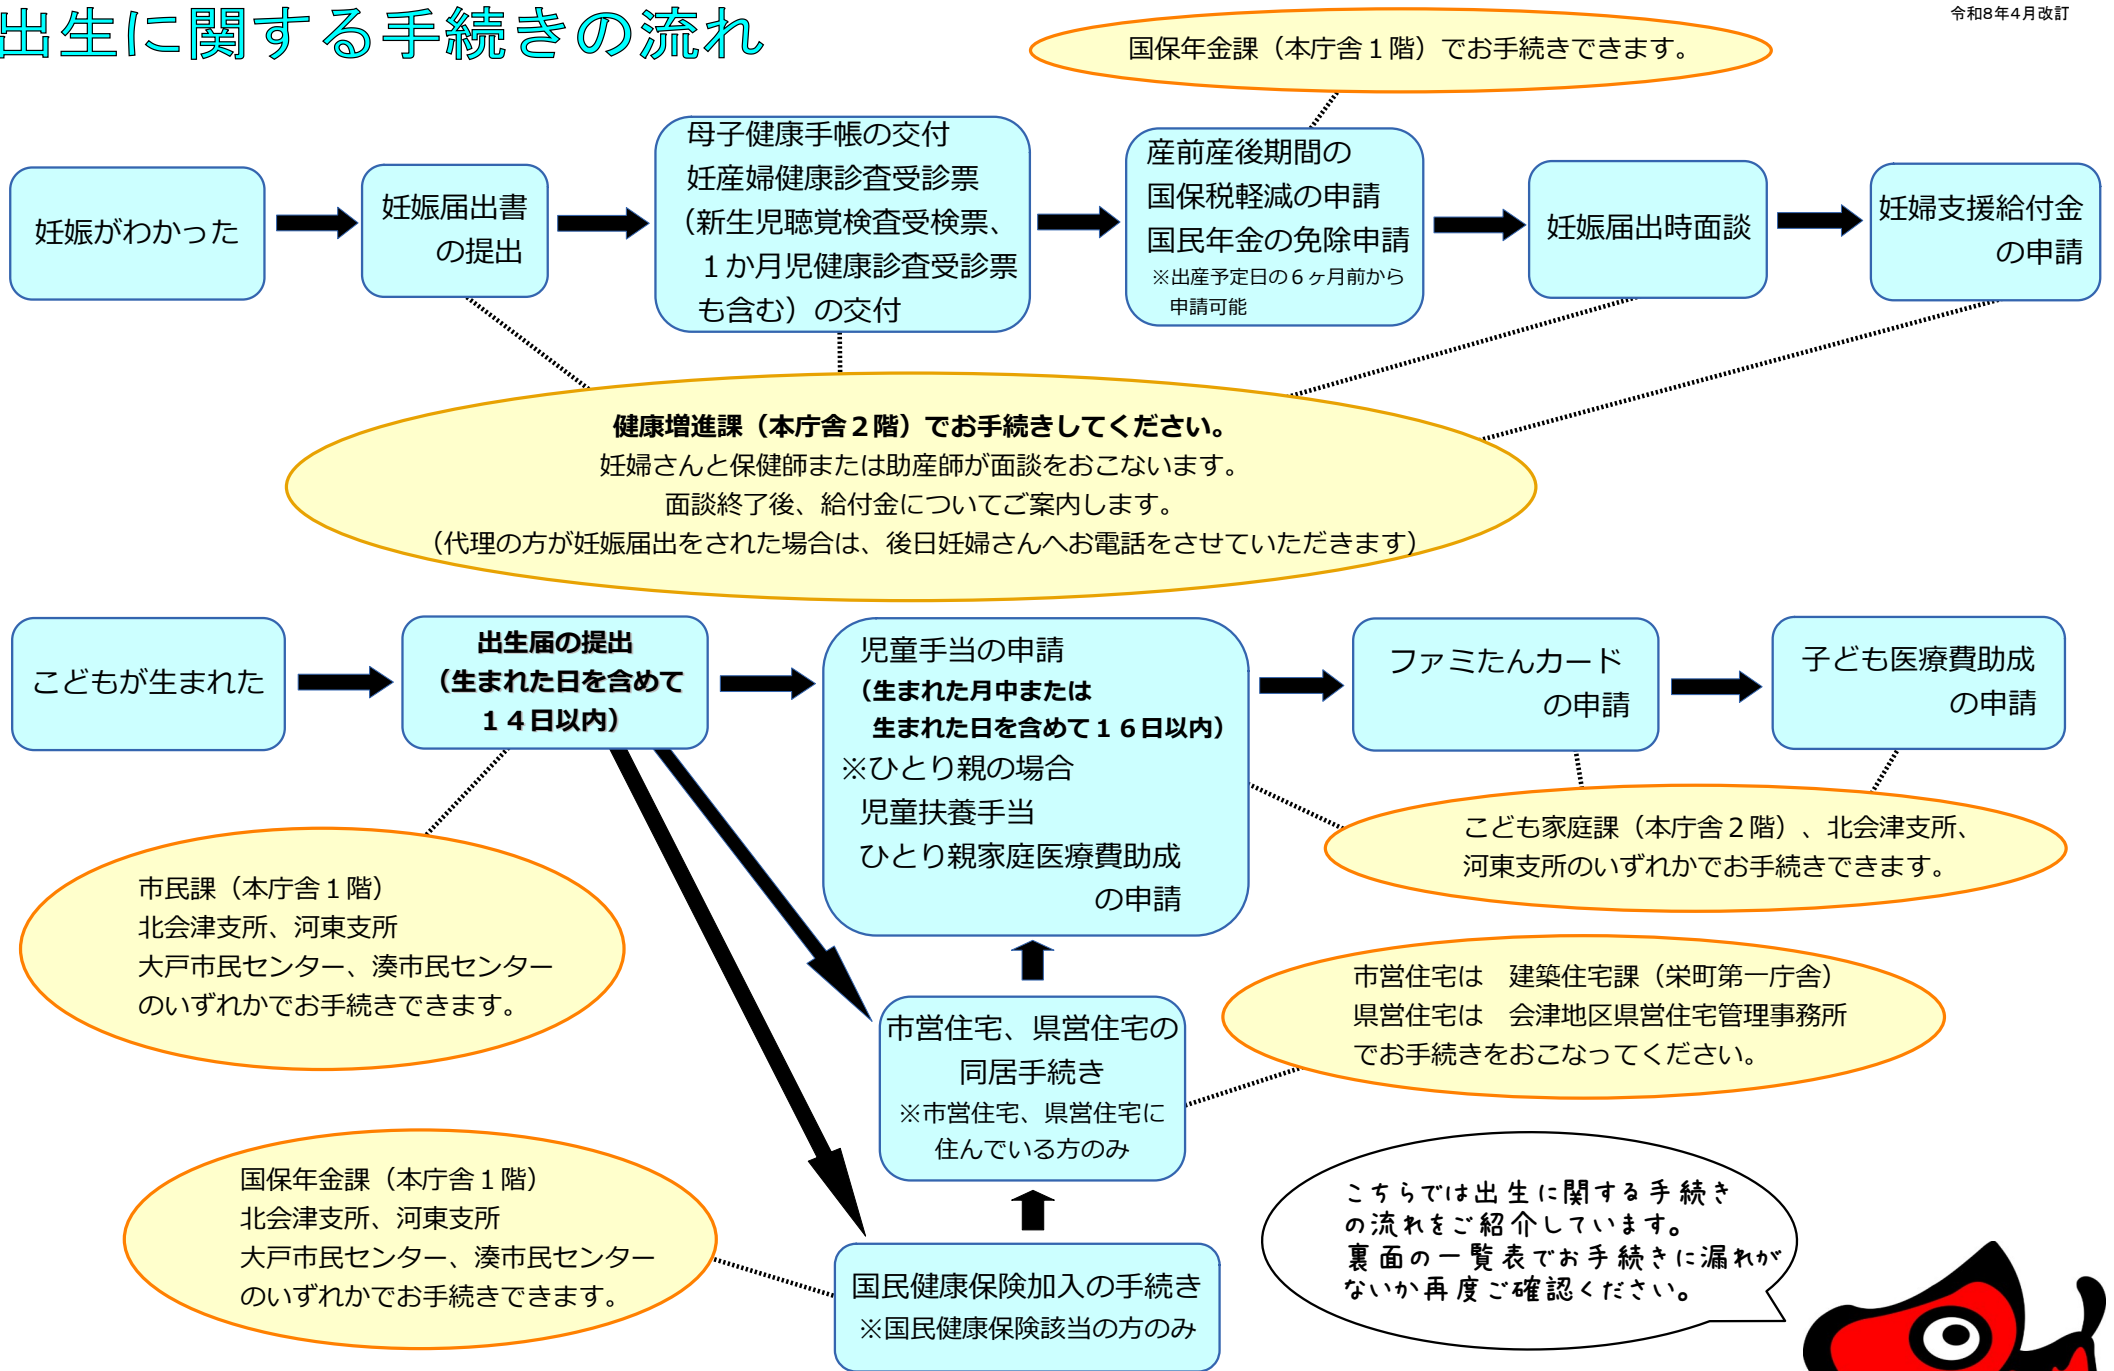 出生に関する手続きの流れ
令和8年4月改訂
国保年金課（本庁舎１階）でお手続きできます。
妊娠がわかった
妊娠届出書
の提出
母子健康手帳の交付
妊産婦健康診査受診票
（新生児聴覚検査受検票、
１か月児健康診査受診票
も含む）の交付
産前産後期間の
国保税軽減の申請
国民年金の免除申請
※出産予定日の６ヶ月前から
申請可能
妊娠届出時面談
妊婦支援給付金
の申請
健康増進課（本庁舎２階）でお手続きしてください。
妊婦さんと保健師または助産師が面談をおこないます。
面談終了後、給付金についてご案内します。
（代理の方が妊娠届出をされた場合は、後日妊婦さんへお電話をさせていただきます）
こどもが生まれた
出生届の提出
（生まれた日を含めて
１４日以内）
児童手当の申請
（生まれた月中または
生まれた日を含めて１６日以内）
※ひとり親の場合
児童扶養手当
ひとり親家庭医療費助成
の申請
ファミたんカード
の申請
子ども医療費助成
の申請
こども家庭課（本庁舎２階）、北会津支所、
河東支所のいずれかでお手続きできます。
市民課（本庁舎１階）
北会津支所、河東支所
大戸市民センター、湊市民センター
のいずれかでお手続きできます。
市営住宅、県営住宅の
同居手続き
※市営住宅、県営住宅に
住んでいる方のみ
市営住宅は　建築住宅課（栄町第一庁舎）
県営住宅は　会津地区県営住宅管理事務所
でお手続きをおこなってください。
国保年金課（本庁舎１階）
北会津支所、河東支所
大戸市民センター、湊市民センター
のいずれかでお手続きできます。
国民健康保険加入の手続き
※国民健康保険該当の方のみ
こちらでは出生に関する手続き
の流れをご紹介しています。
裏面の一覧表でお手続きに漏れが
ないか再度ご確認ください。